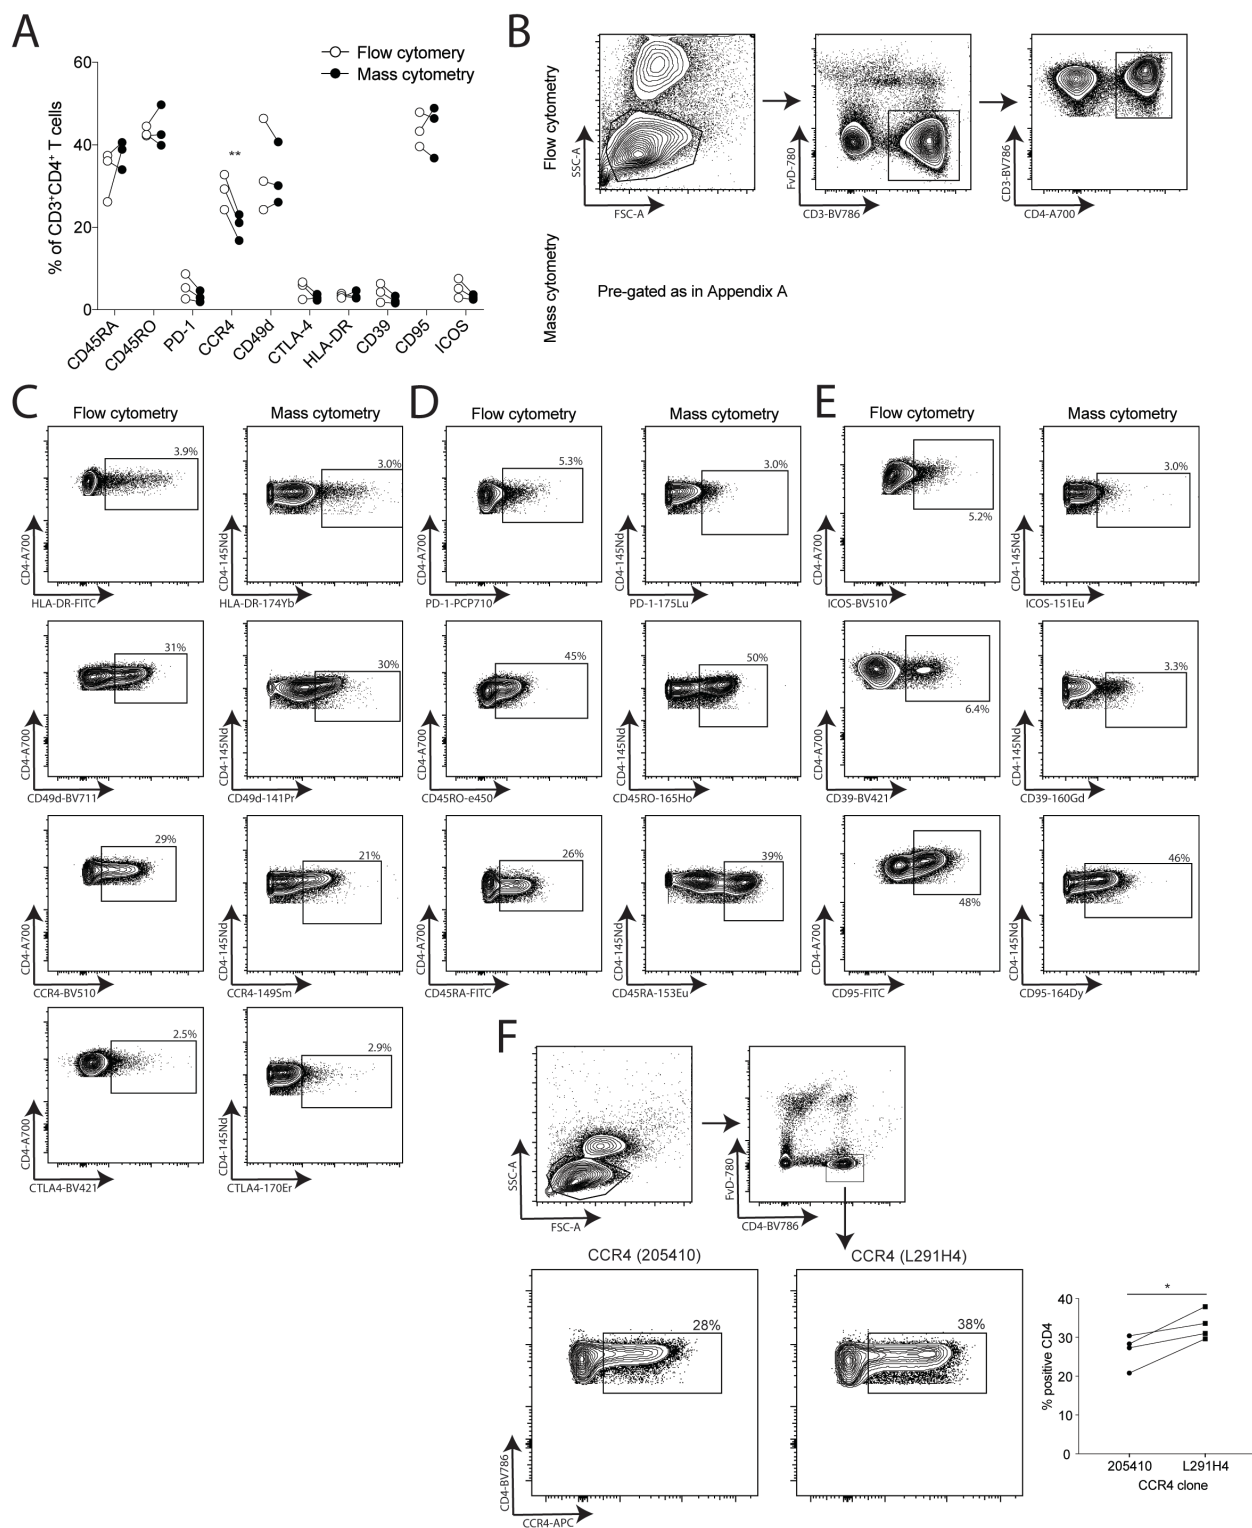 A
Flow cytomery
Mass cytometry
60
40
20
0
% of CD3⁺CD4⁺ T cells
**
CD45RA
CD45RO
PD-1
CCR4
CD49d
CTLA-4
HLA-DR
CD39
CD95
ICOS
B
Flow cytometry
SSC-A
FSC-A
FvD-780
CD3-BV786
CD3-BV786
CD4-A700
Mass cytometry
Pre-gated as in Appendix A
C
Flow cytometry
Mass cytometry
3.9%
CD4-A700
HLA-DR-FITC
3.0%
CD4-145Nd
HLA-DR-174Yb
31%
CD4-A700
CD49d-BV711
30%
CD4-145Nd
CD49d-141Pr
29%
CD4-A700
CCR4-BV510
21%
CD4-145Nd
CCR4-149Sm
2.5%
CD4-A700
CTLA4-BV421
2.9%
CD4-145Nd
CTLA4-170Er
D
Flow cytometry
Mass cytometry
5.3%
CD4-A700
PD-1-PCP710
3.0%
CD4-145Nd
PD-1-175Lu
45%
CD4-A700
CD45RO-e450
50%
CD4-145Nd
CD45RO-165Ho
26%
CD4-A700
CD45RA-FITC
39%
CD4-145Nd
CD45RA-153Eu
E
Flow cytometry
Mass cytometry
5.2%
CD4-A700
ICOS-BV510
3.0%
CD4-145Nd
ICOS-151Eu
6.4%
CD4-A700
CD39-BV421
3.3%
CD4-145Nd
CD39-160Gd
48%
CD4-A700
CD95-FITC
46%
CD4-145Nd
CD95-164Dy
F
SSC-A
FSC-A
FvD-780
CD4-BV786
CCR4 (205410)
28%
CD4-BV786
CCR4-APC
CCR4 (L291H4)
38%
*
40
30
20
10
0
% positive CD4
205410
L291H4
CCR4 clone